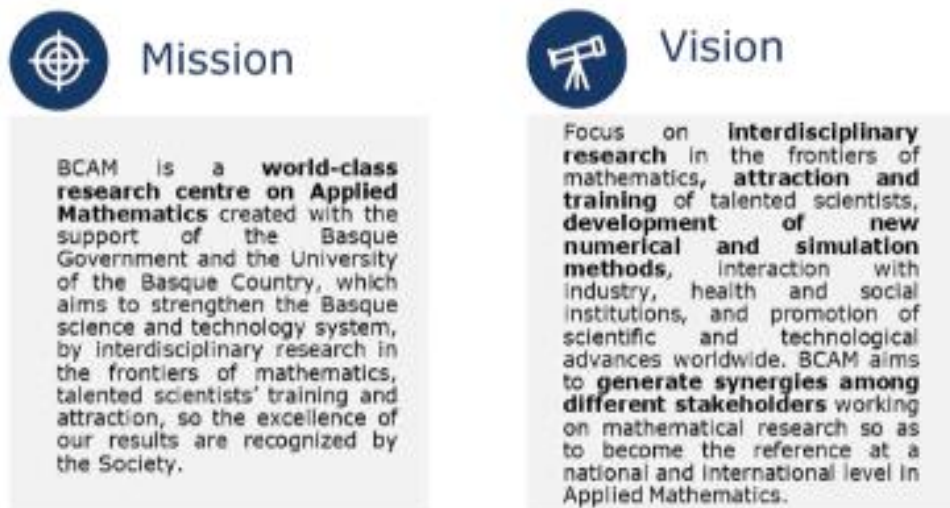 Mission
BCAM is a world-class
research centre on Applied
Mathematics created with the
support of the Basque
Government and the University
of the Basque Country, which
aims to strengthen the Basque
science and technology system,
by interdisciplinary research in
the frontiers of mathematics,
talented scientists' training and
attraction, so the excellence of
our results are recognized by
the Society.
Vision
Focus on interdisciplinary
research in the frontiers of
mathematics, attraction and
training of talented scientists,
development of new
numerical and simulation
methods, interaction with
industry, health and social
institutions, and promotion of
scientific and technological
advances worldwide. BCAM aims
to generate synergies among
different stakeholders working
on mathematical research so as
to become the reference at a
national and international level in
Applied Mathematics.